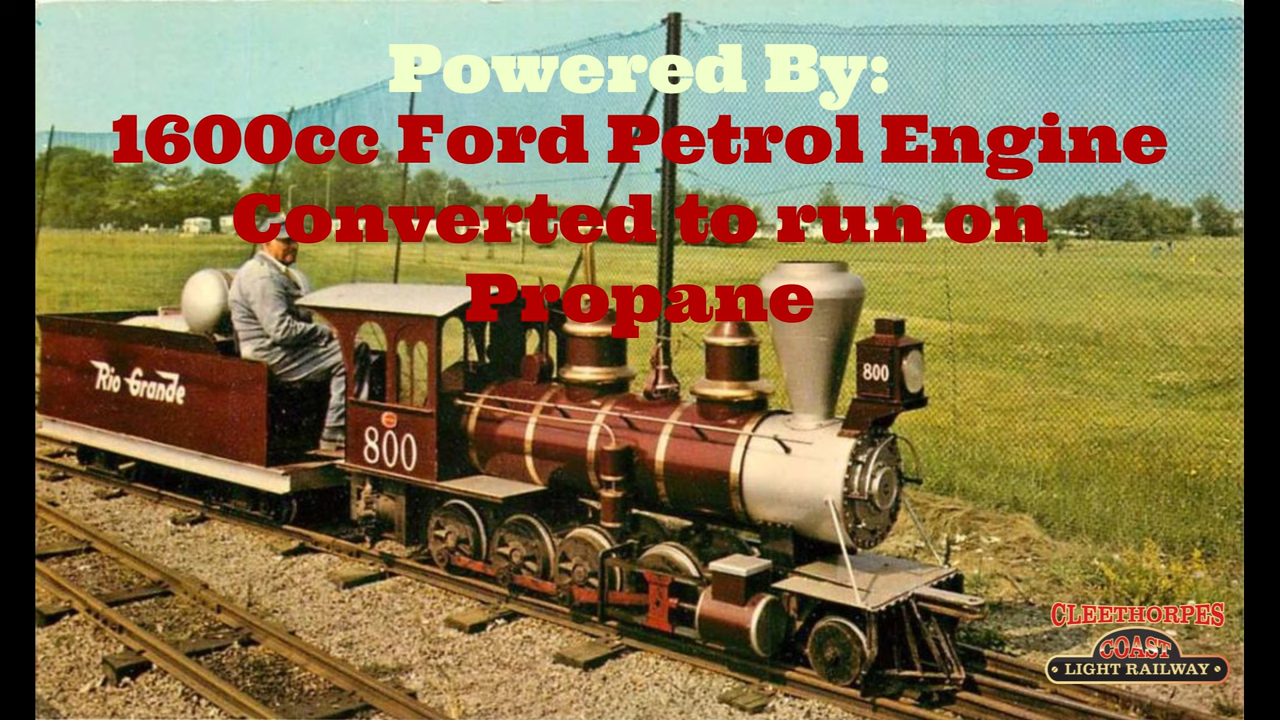 Powered By:
1600cc Ford Petrol Engine
Converted to run on
Propane
800
Rio Grande
800
CLEETHORPES
COAST
LIGHT RAILWAY